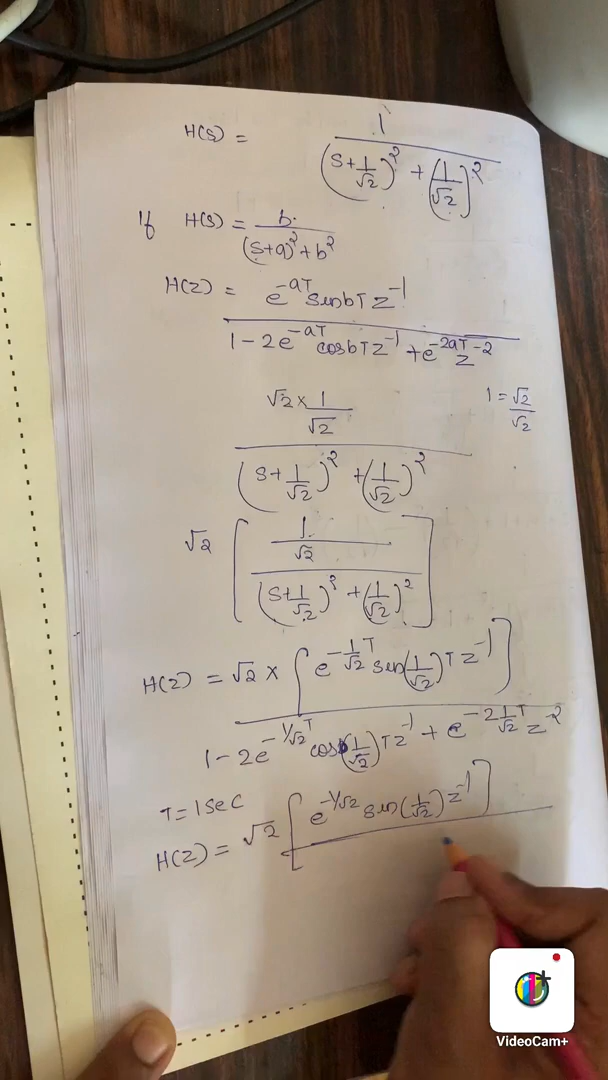 H(s) = 1 / (s+1/√2)² + (1/√2)²
If H(s) = b / (s+a)² + b²
H(z) = e^-aT sinbT z^-1 / 1-2e^-aT cosbT z^-1 + e^-2aT z^-2
√2 × 1/√2 / (s+1/√2)² + (1/√2)²
1 = √2/√2
√2 [ 1/√2 / (s+1/√2)² + (1/√2)² ]
H(z) = √2 × [ e^-1/√2 T sin(1/√2)T z^-1 ] / 1-2e^-1/√2 T cos(1/√2)T z^-1 + e^-2 1/√2 T z^-2
T = 1 sec
H(z) = √2 [ e^-1/√2 sin(1/√2) z^-1 ]
VideoCam+